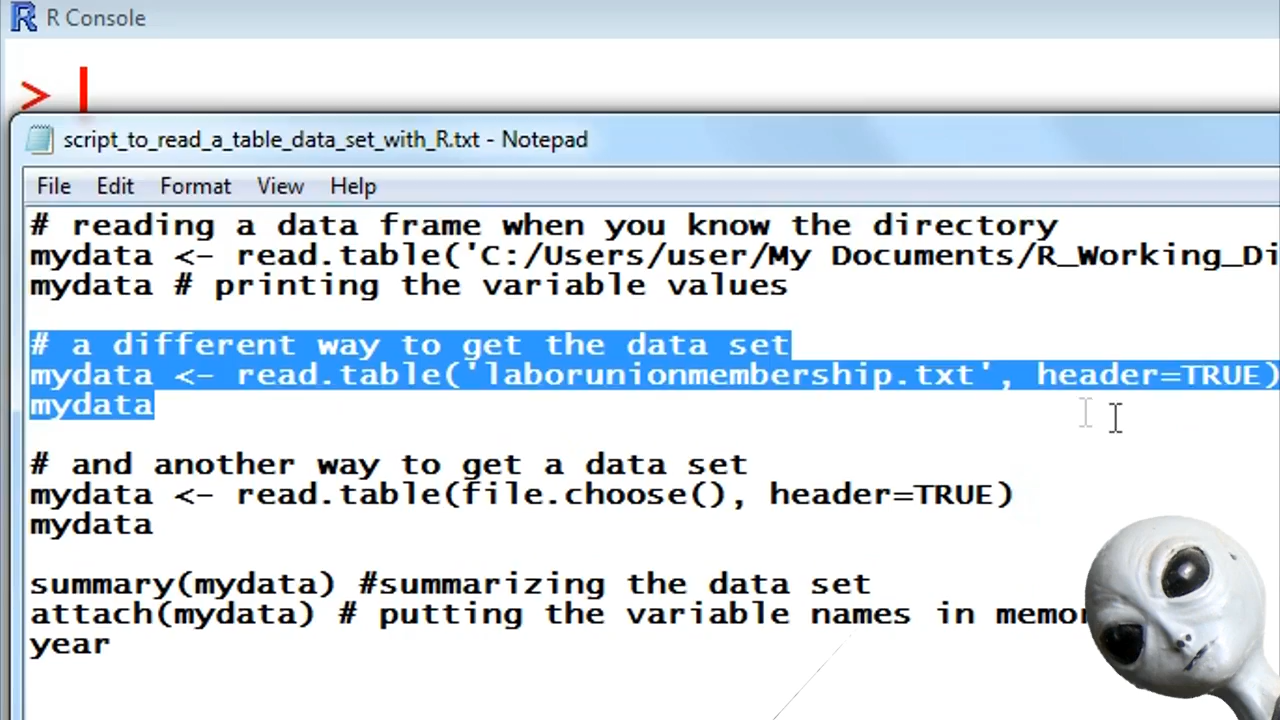 R Console
>
script_to_read_a_table_data_set_with_R.txt - Notepad
File Edit Format View Help
# reading a data frame when you know the directory
mydata <- read.table('C:/Users/user/My Documents/R_Working_Di
mydata # printing the variable values
# a different way to get the data set
mydata <- read.table('laborunionmembership.txt', header=TRUE)
mydata
# and another way to get a data set
mydata <- read.table(file.choose(), header=TRUE)
mydata
summary(mydata) #summarizing the data set
attach(mydata) # putting the variable names in memor
year